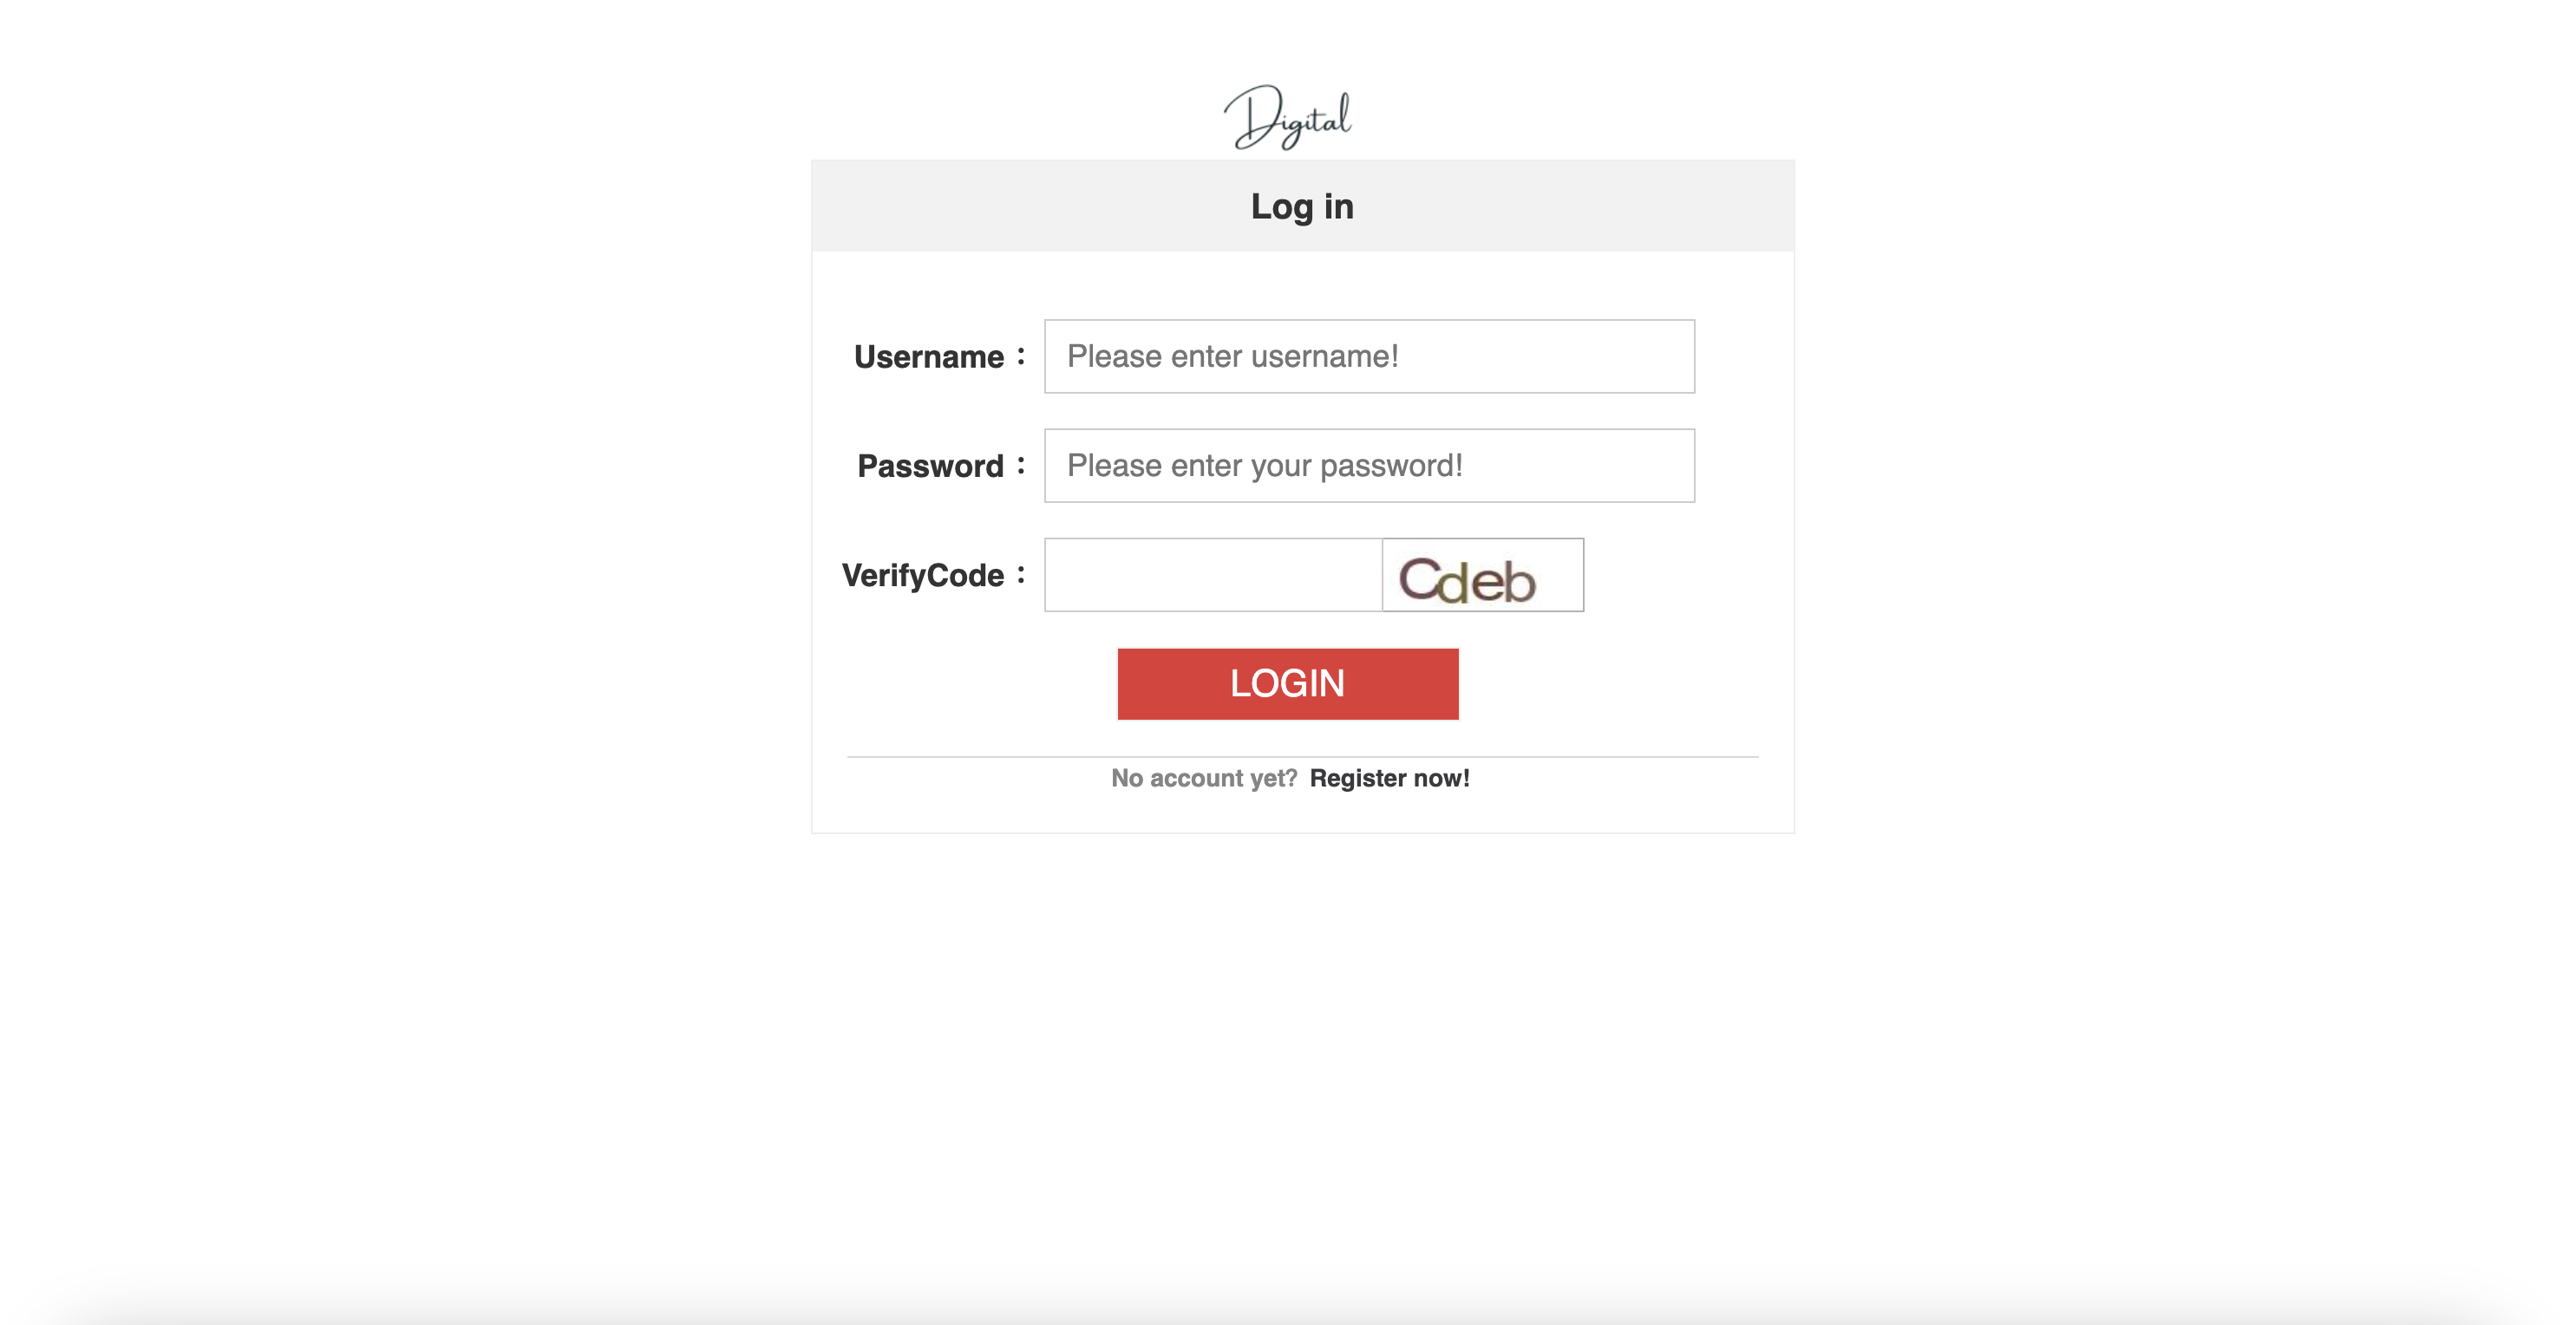 Digital
Log in
Username : Please enter username!
Password : Please enter your password!
VerifyCode : Cdeb
LOGIN
No account yet? Register now!